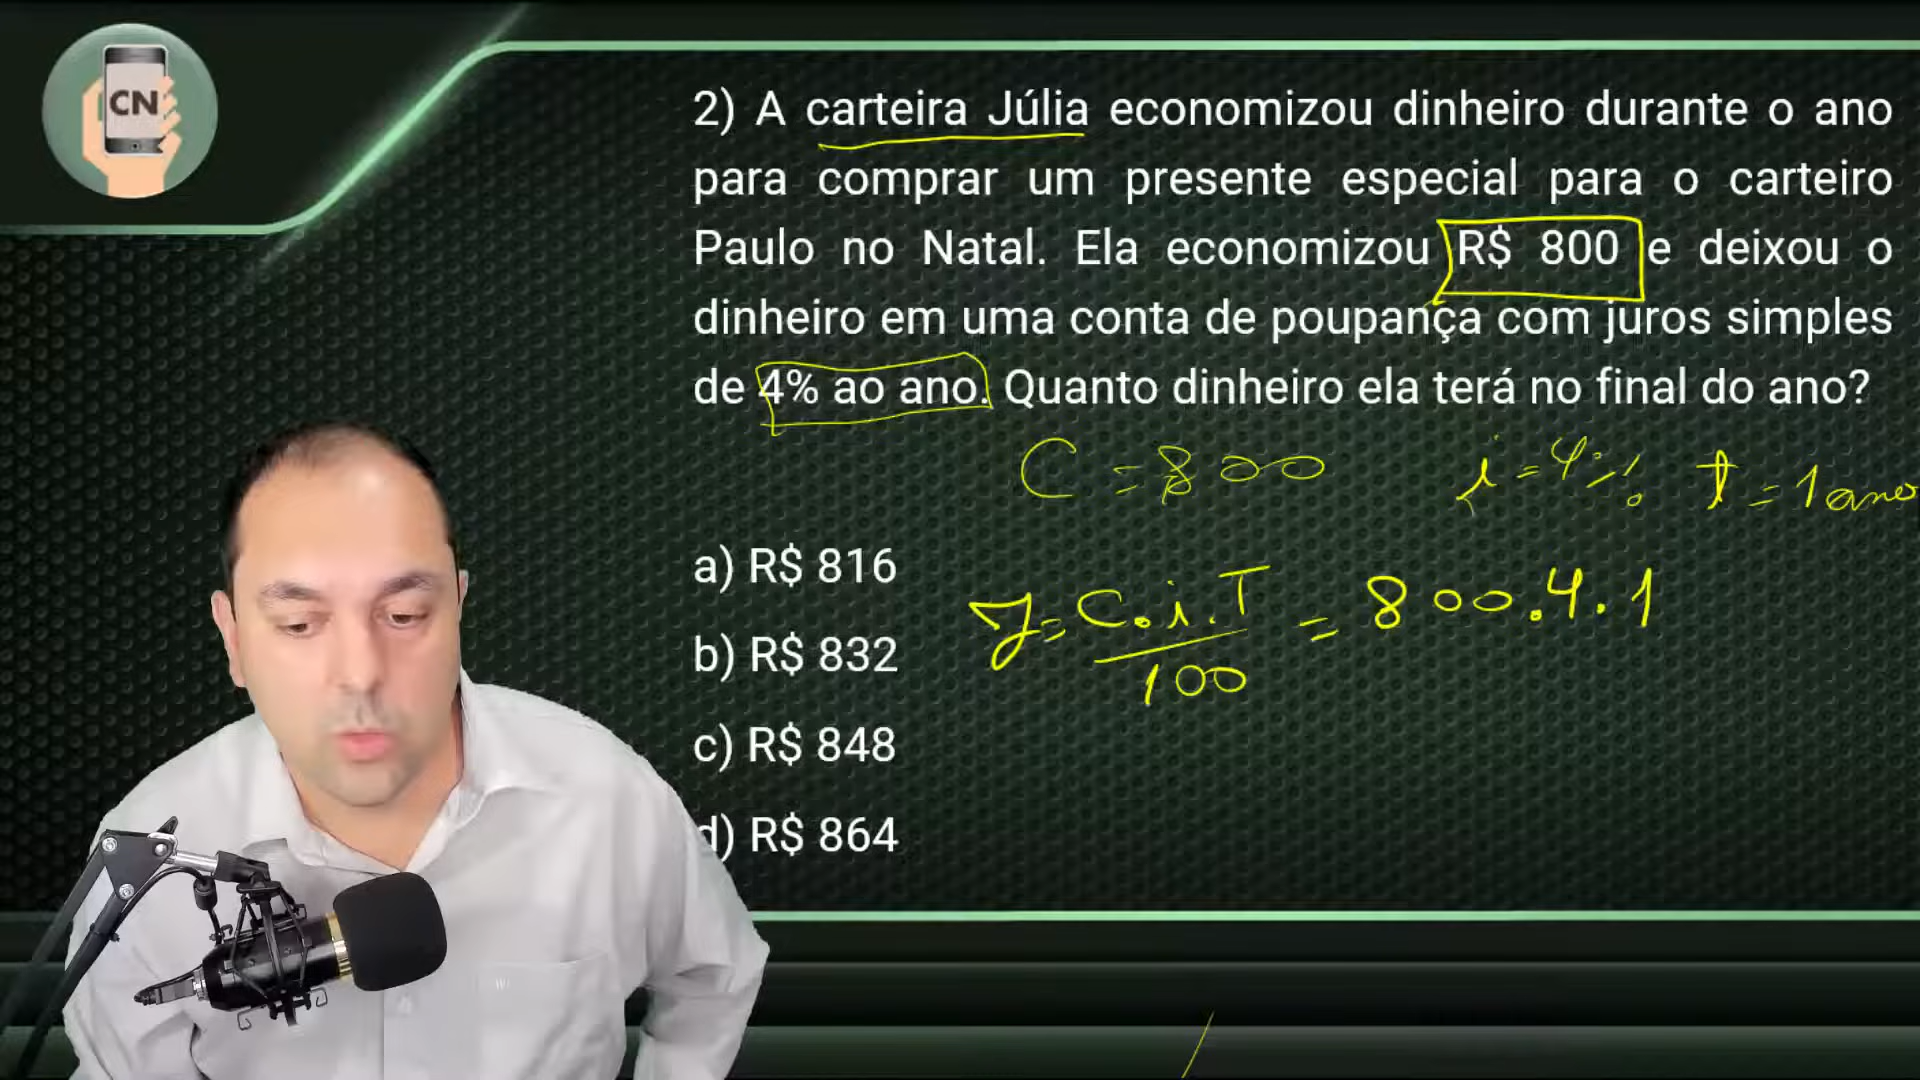 CN
2) A carteira Júlia economizou dinheiro durante o ano
para comprar um presente especial para o carteiro
Paulo no Natal. Ela economizou R$ 800 e deixou o
dinheiro em uma conta de poupança com juros simples
de 4% ao ano. Quanto dinheiro ela terá no final do ano?
C = 800 i = 4% t = 1 ano
a) R$ 816
J = C.i.T / 100 = 800.4.1
b) R$ 832
c) R$ 848
d) R$ 864